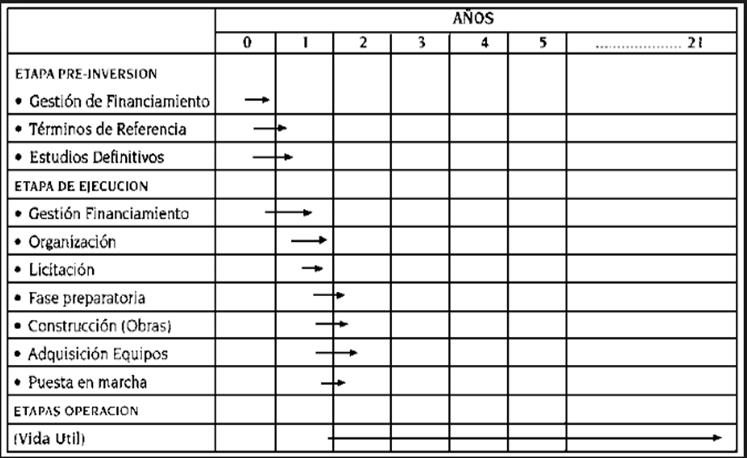 AÑOS
0 1 2 3 4 5 ................... 21
ETAPA PRE-INVERSION
• Gestión de Financiamiento
• Términos de Referencia
• Estudios Definitivos
ETAPA DE EJECUCION
• Gestión Financiamiento
• Organización
• Licitación
• Fase preparatoria
• Construcción (Obras)
• Adquisición Equipos
• Puesta en marcha
ETAPAS OPERACION
(Vida Util)